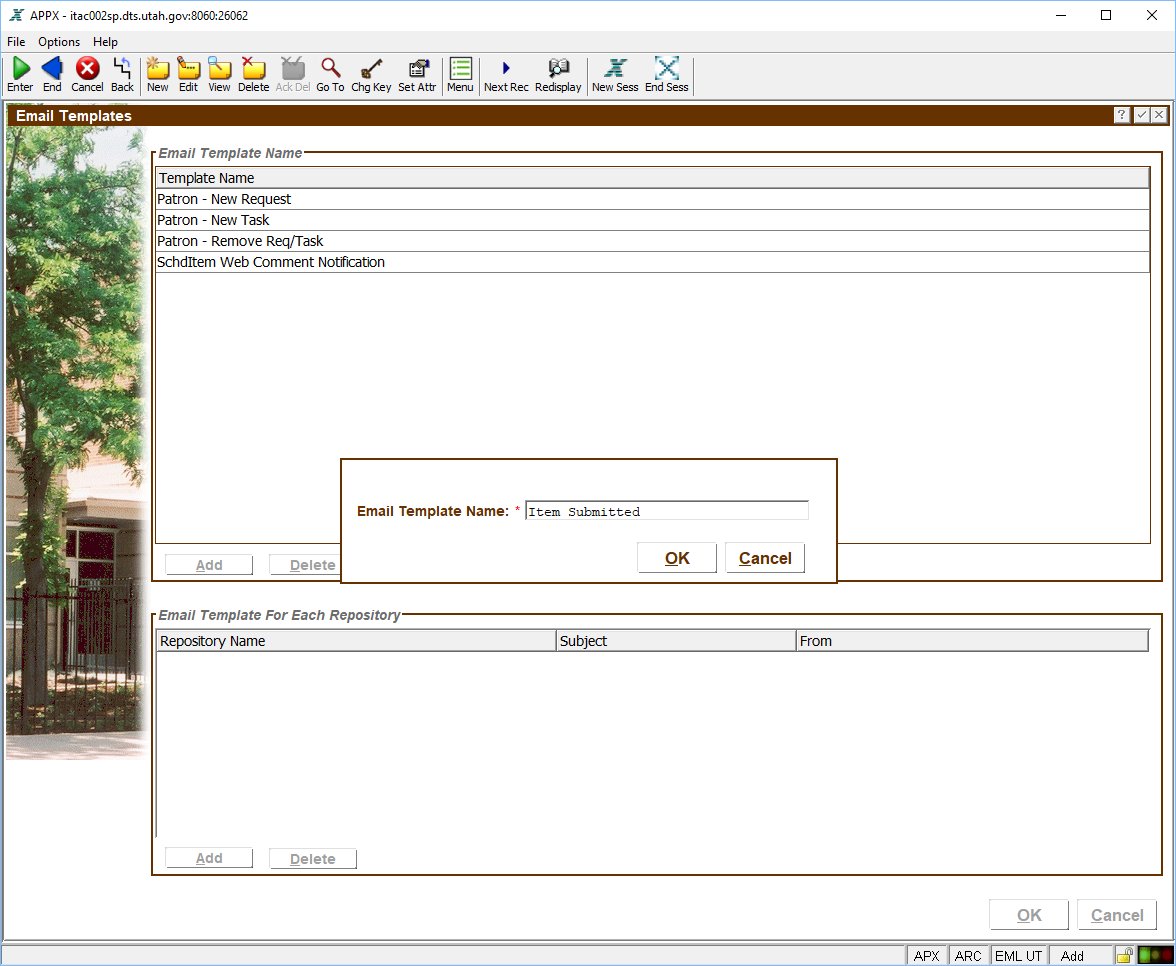 APPX - itac002sp.dts.utah.gov:8060:26062
File Options Help
Enter End Cancel Back New Edit View Delete Ack Del Go To Chg Key Set Attr Menu Next Rec Redisplay New Sess End Sess
Email Templates
Email Template Name
Template Name
Patron - New Request
Patron - New Task
Patron - Remove Req/Task
SchdItem Web Comment Notification
Email Template Name: * Item Submitted
OK Cancel
Add Delete
Email Template For Each Repository
Repository Name Subject From
Add Delete
OK Cancel
APX ARC EML UT Add